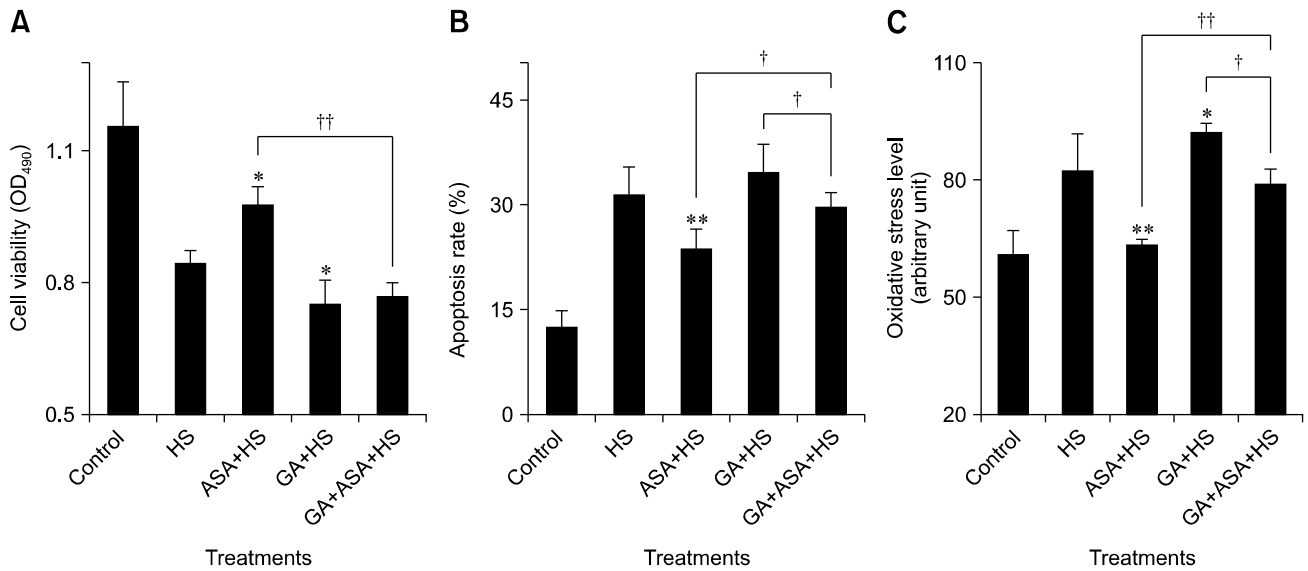 A
Cell viability (OD490)
1.1
0.8
0.5
††
*
*
Control
HS
ASA+HS
GA+HS
GA+ASA+HS
Treatments
B
Apoptosis rate (%)
45
30
15
0
†
†
**
Control
HS
ASA+HS
GA+HS
GA+ASA+HS
Treatments
C
Oxidative stress level
(arbitrary unit)
110
80
50
20
††
†
*
**
Control
HS
ASA+HS
GA+HS
GA+ASA+HS
Treatments